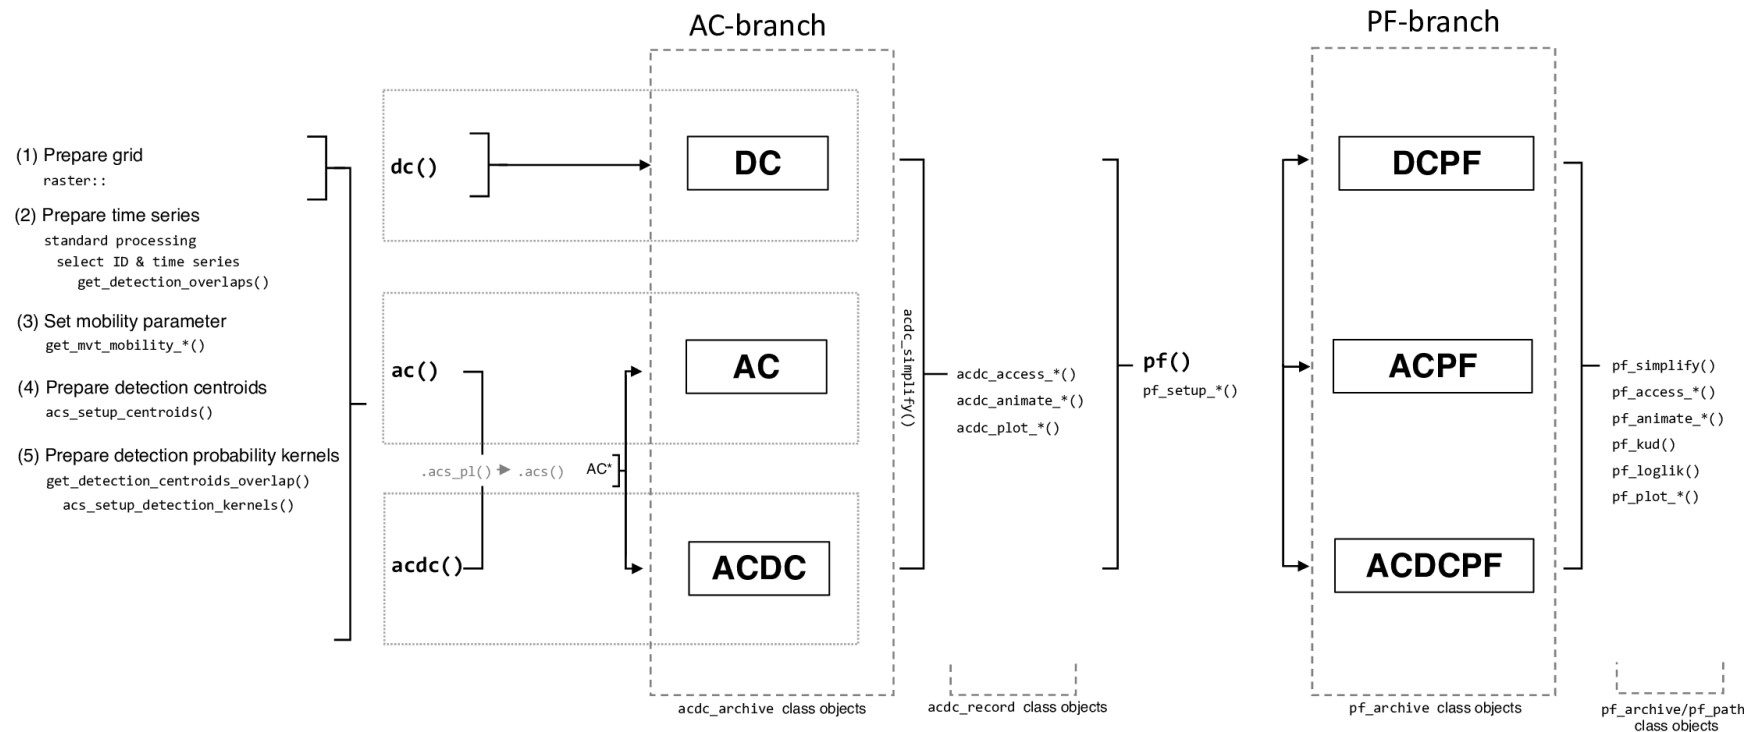 AC-branch
PF-branch
(1) Prepare grid
raster::
(2) Prepare time series
standard processing
select ID & time series
get_detection_overlaps()
(3) Set mobility parameter
get_mvt_mobility_*()
(4) Prepare detection centroids
acs_setup_centroids()
(5) Prepare detection probability kernels
get_detection_centroids_overlap()
acs_setup_detection_kernels()
dc()
DC
ac()
AC
.acs_pl()
.acs()
AC*
acdc()
ACDC
acdc_simplify()
acdc_access_*()
acdc_animate_*()
acdc_plot_*()
pf()
pf_setup_*()
DCPF
ACPF
ACDCPF
pf_simplify()
pf_access_*()
pf_animate_*()
pf_kud()
pf_loglik()
pf_plot_*()
acdc_archive class objects
acdc_record class objects
pf_archive class objects
pf_archive/pf_path
class objects